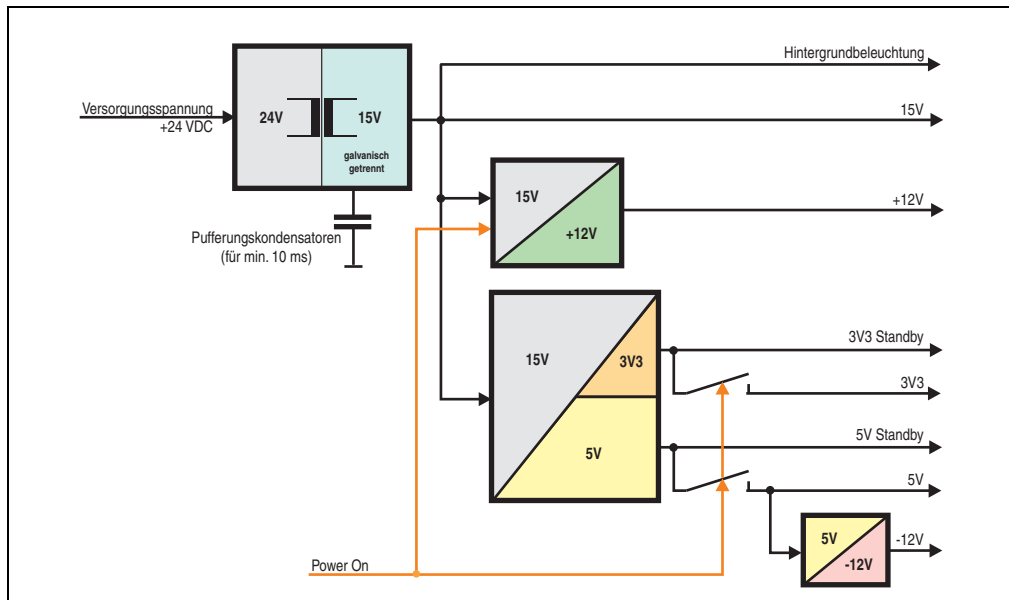 Hintergrundbeleuchtung
Versorgungsspannung
+24 VDC
24V
15V
15V
galvanisch
getrennt
15V
+12V
+12V
Pufferungskondensatoren
(für min. 10 ms)
15V
3V3
3V3 Standby
3V3
5V
5V Standby
5V
5V
-12V
-12V
Power On